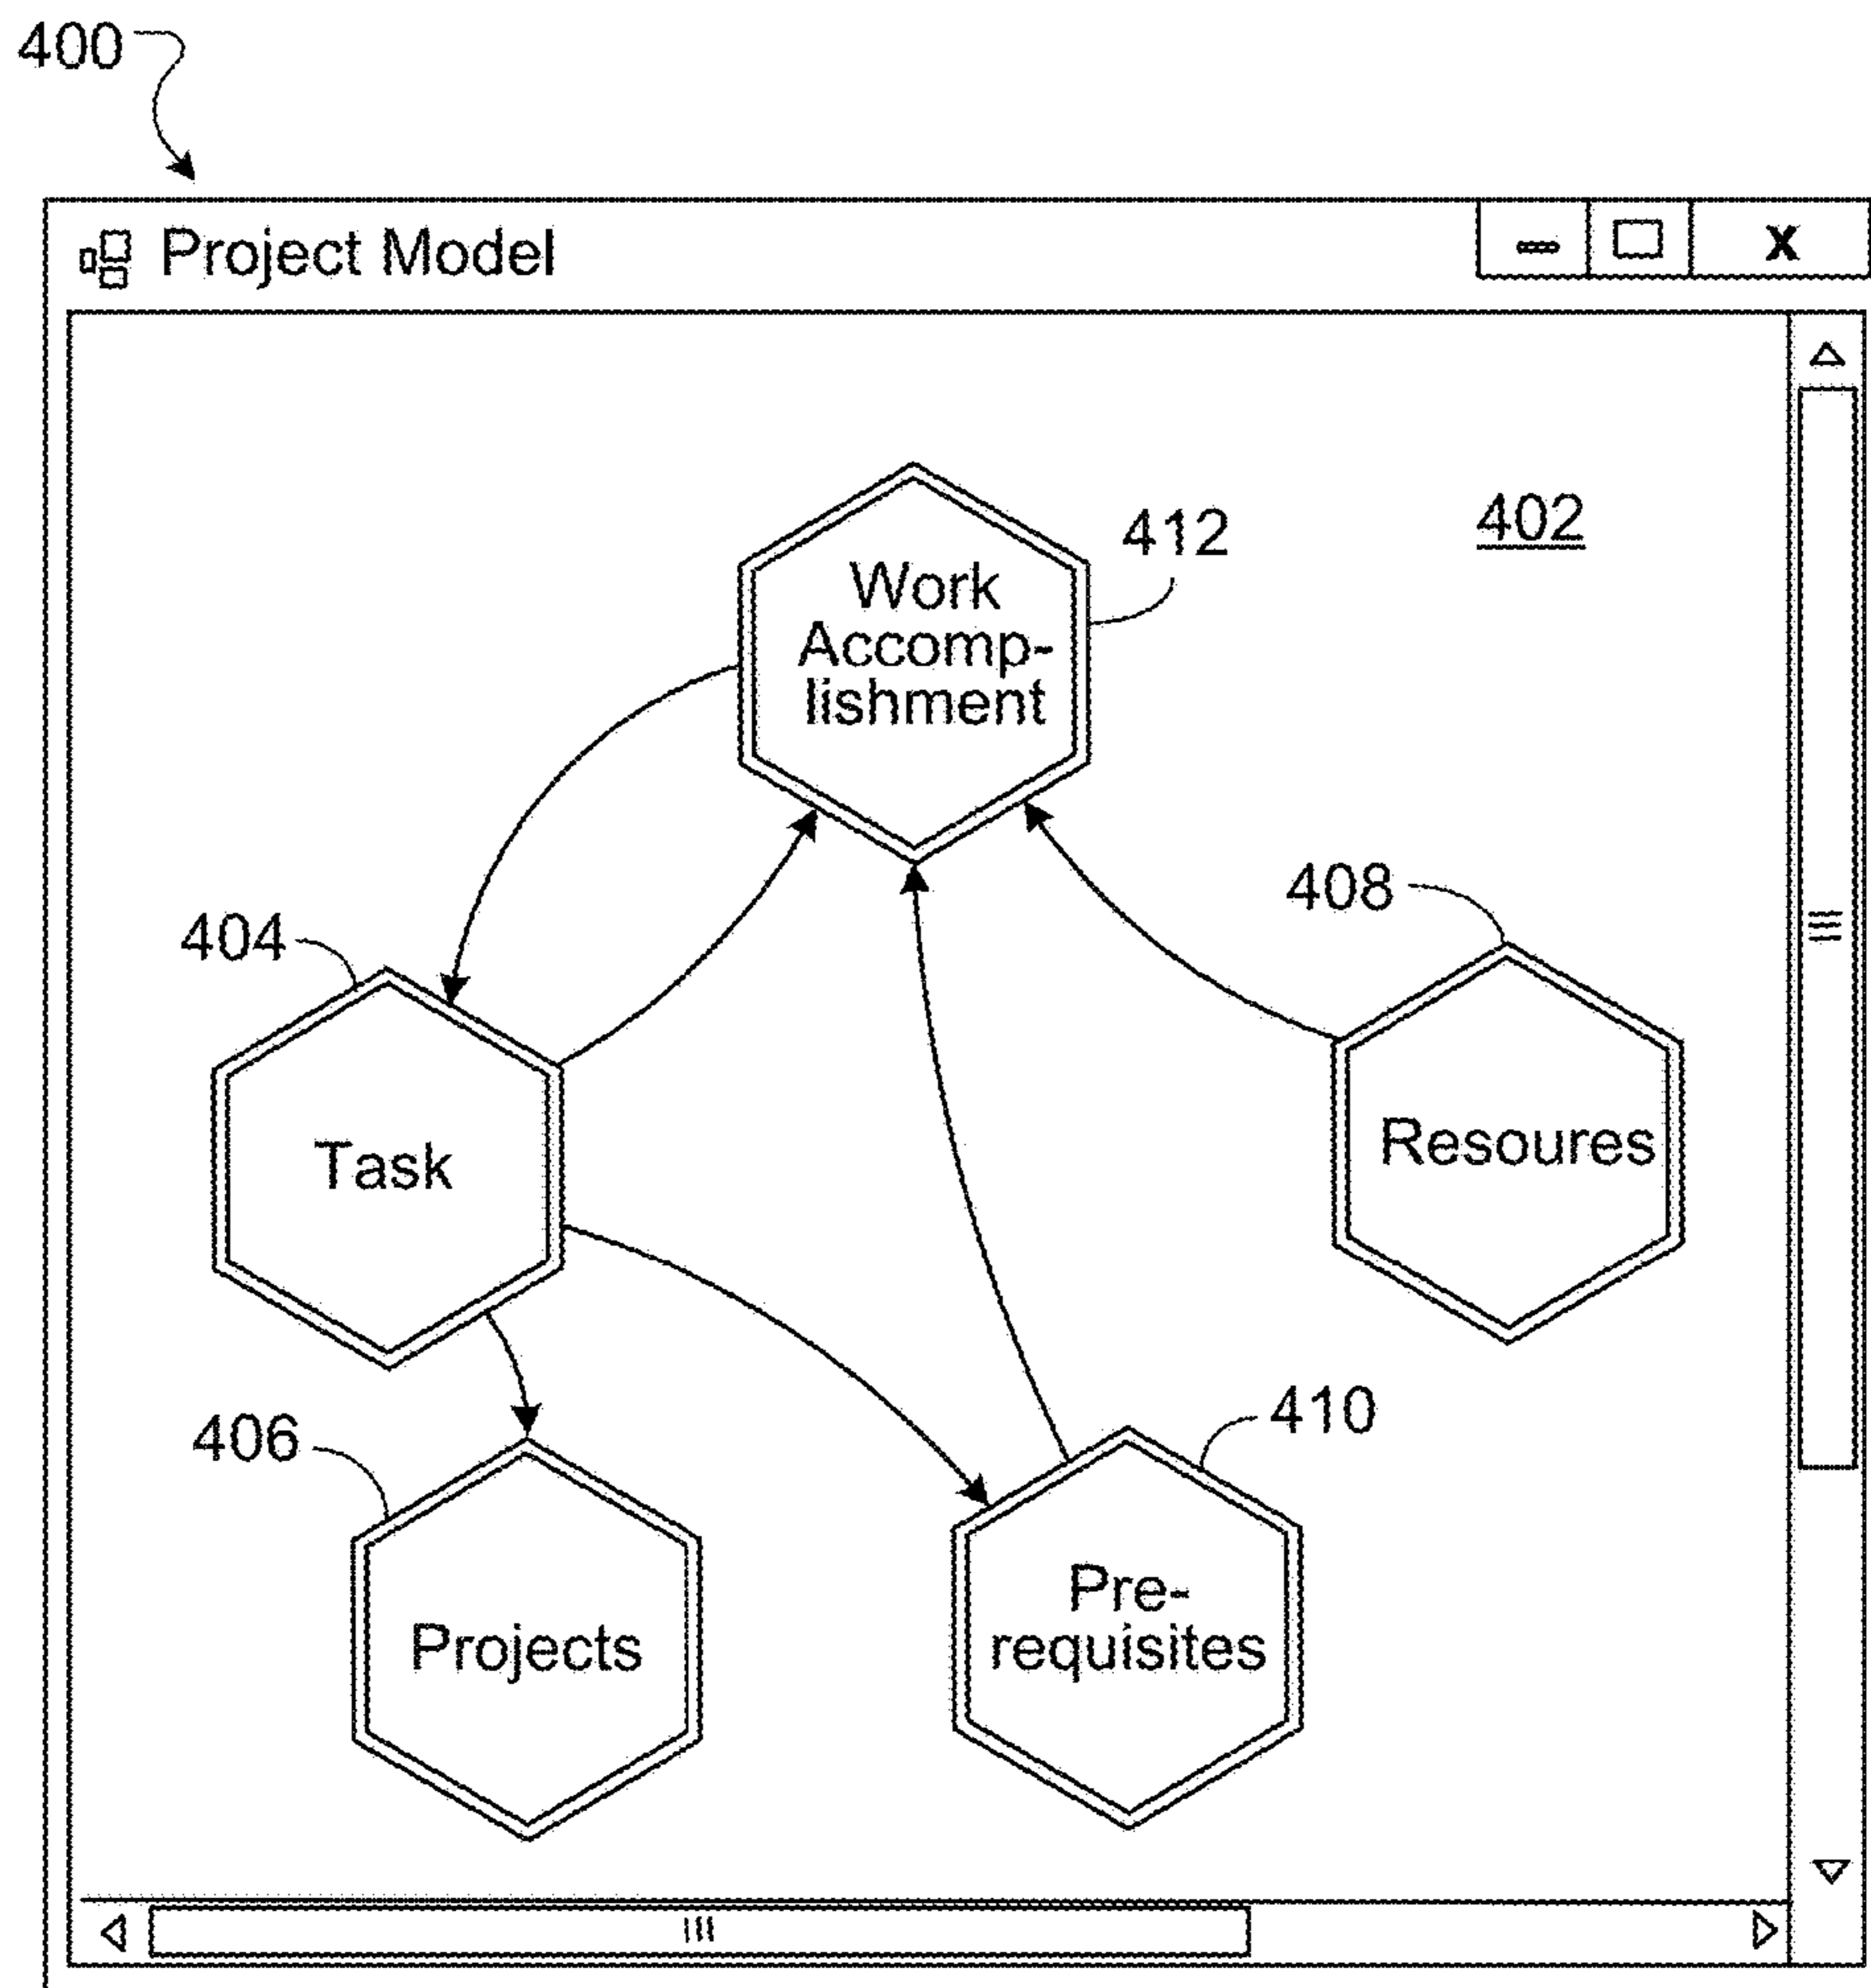 400
Project Model
X
402
412
Work
Accomp-
lishment
408
404
Task
Resoures
406
410
Projects
Pre-
requisites